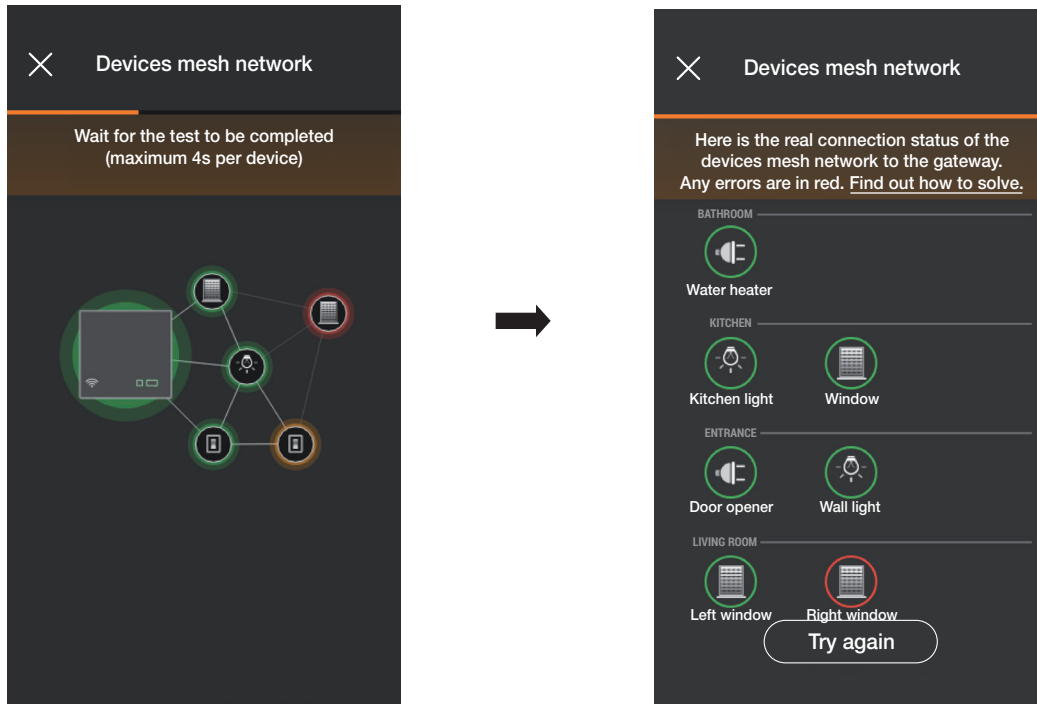 Devices mesh network
Wait for the test to be completed
(maximum 4s per device)
Devices mesh network
Here is the real connection status of the
devices mesh network to the gateway.
Any errors are in red. Find out how to solve.
BATHROOM
Water heater
KITCHEN
Kitchen light
Window
ENTRANCE
Door opener
Wall light
LIVING ROOM
Left window
Right window
Try again